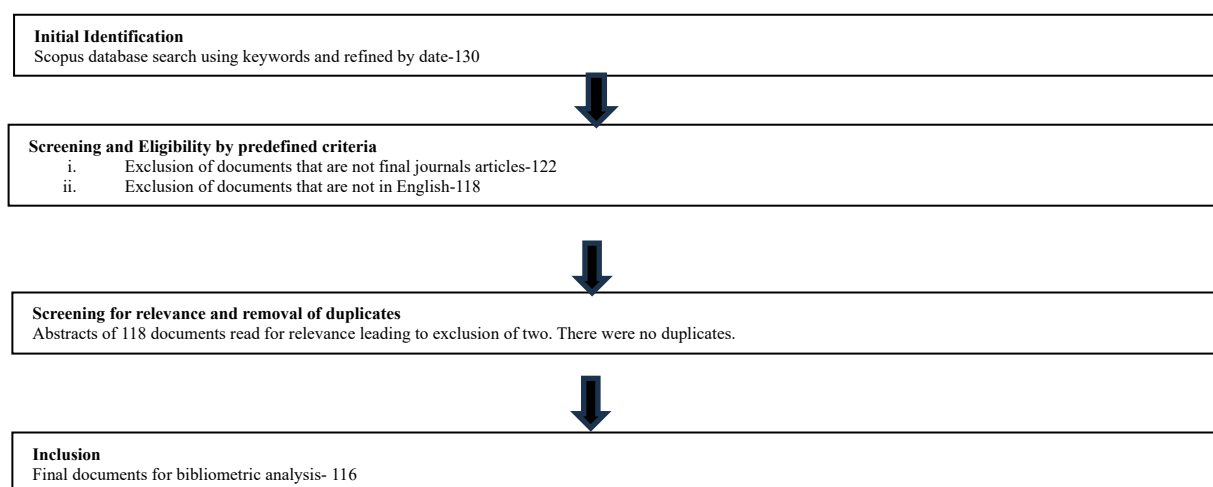 Initial Identification
Scopus database search using keywords and refined by date-130
Screening and Eligibility by predefined criteria
i. Exclusion of documents that are not final journals articles-122
ii. Exclusion of documents that are not in English-118
Screening for relevance and removal of duplicates
Abstracts of 118 documents read for relevance leading to exclusion of two. There were no duplicates.
Inclusion
Final documents for bibliometric analysis- 116